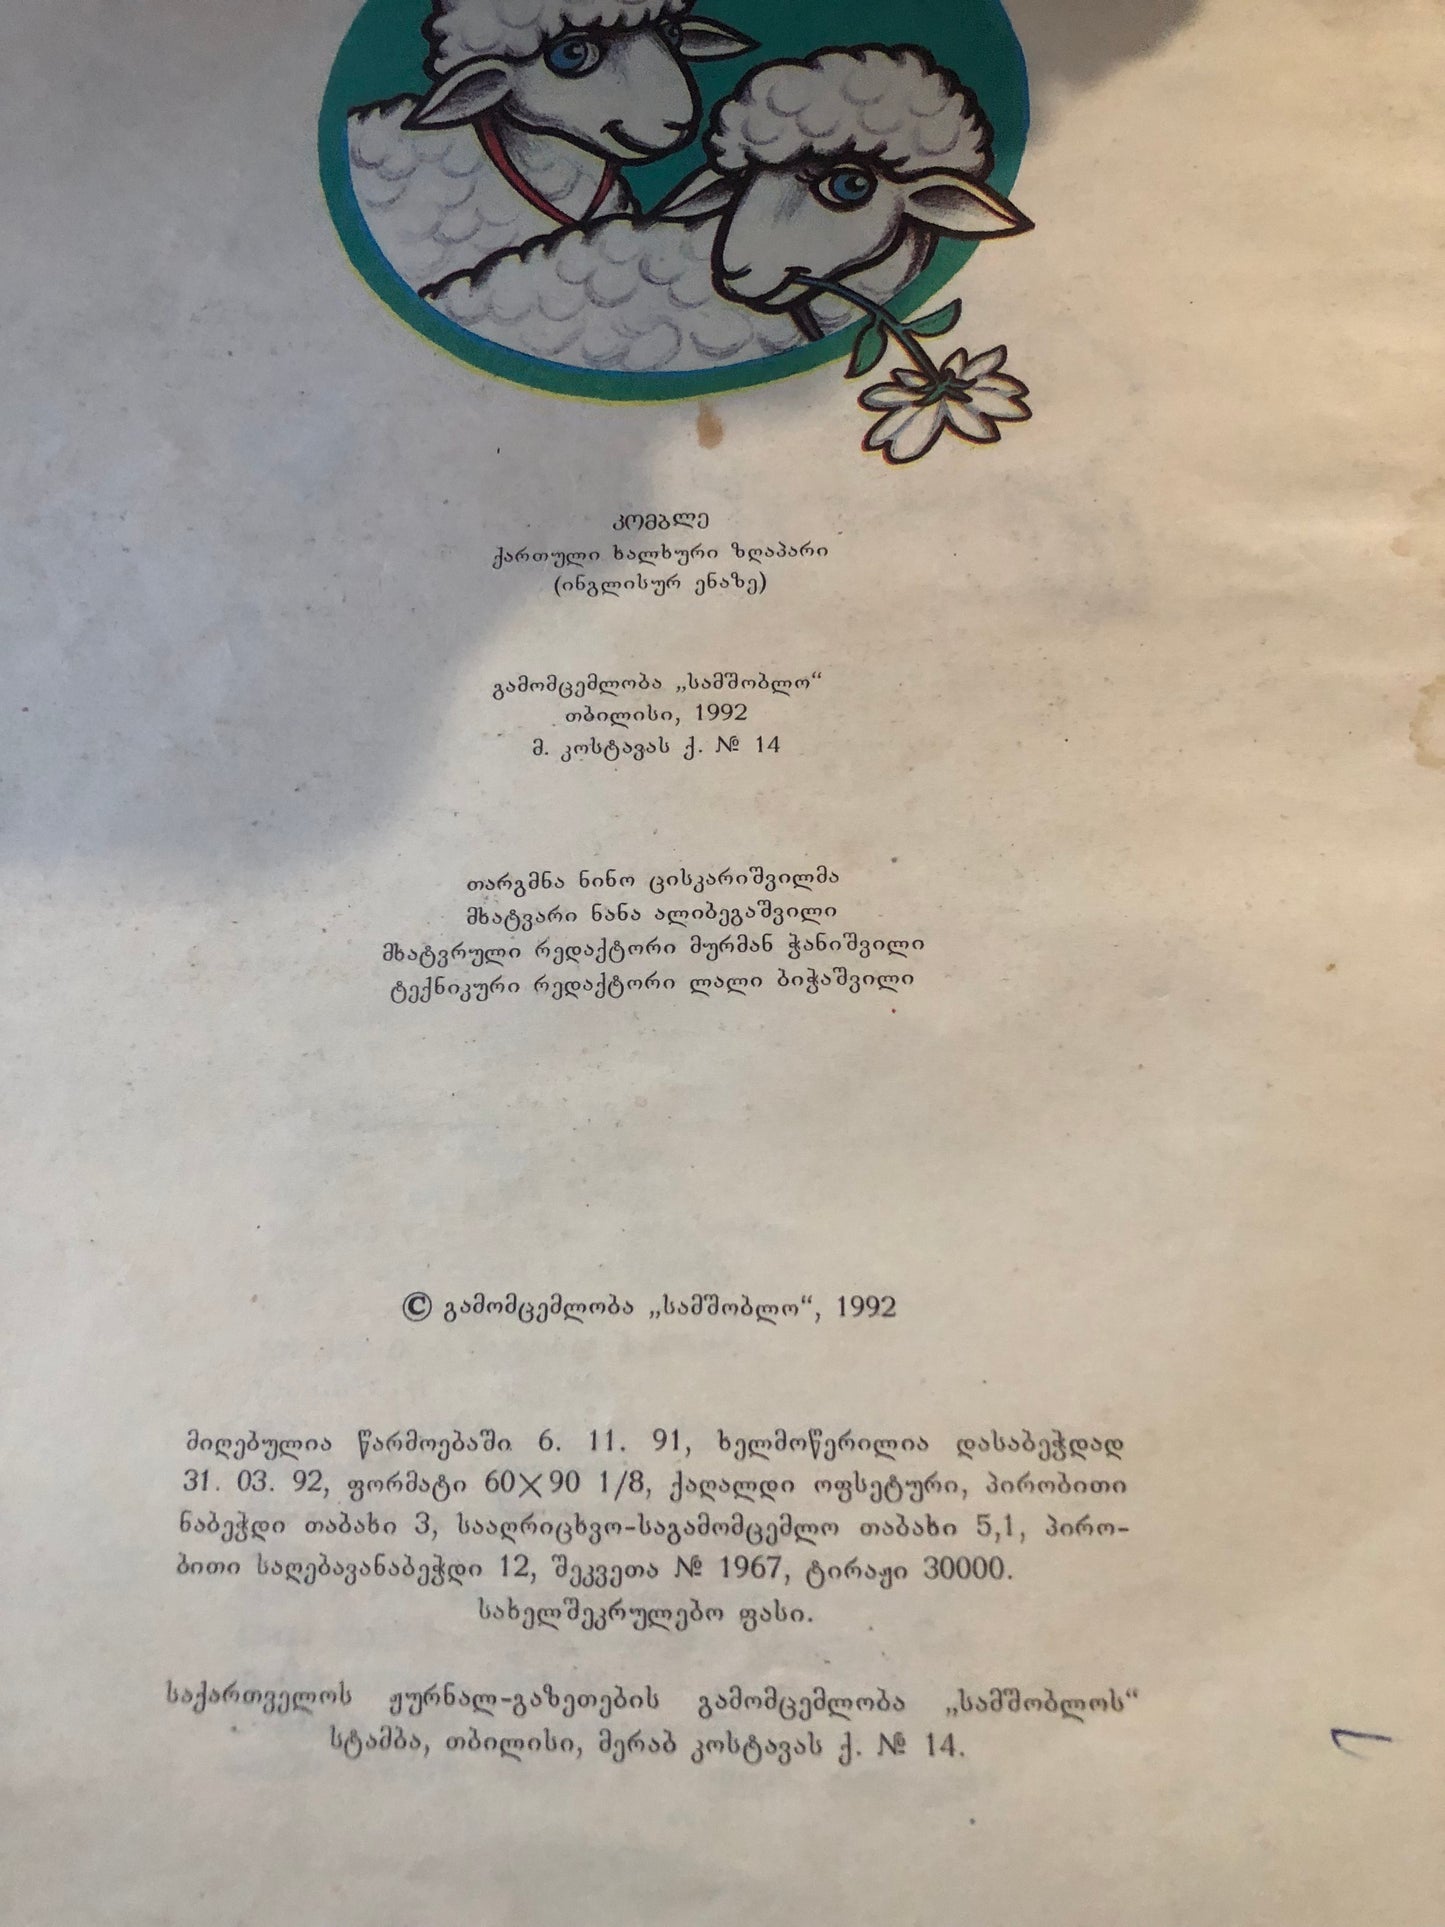 კომბლე
ქართული ხალხური ზღაპარი
(ინგლისურ ენაზე)
გამომცემლობა „სამშობლო“
თბილისი, 1992
მ. კოსტავას ქ. № 14
თარგმნა ნინო ცისკარიშვილმა
მხატვარი ნანა ალიბეგაშვილი
მხატვრული რედაქტორი მურმან ჭანიშვილი
ტექნიკური რედაქტორი ლალი ბიჭაშვილი
© გამომცემლობა „სამშობლო“, 1992
მიღებულია წარმოებაში 6. 11. 91, ხელმოწერილია დასაბეჭდად
31. 03. 92, ფორმატი 60×90 1/8, ქაღალდი ოფსეტური, პირობითი
ნაბეჭდი თაბახი 3, სააღრიცხვო-საგამომცემლო თაბახი 5,1, პირო-
ბითი საღებავანაბეჭდი 12, შეკვეთა № 1967, ტირაჟი 30000.
სახელშეკრულებო ფასი.
საქართველოს ჟურნალ-გაზეთების გამომცემლობა „სამშობლოს“
სტამბა, თბილისი, მერაბ კოსტავას ქ. № 14.